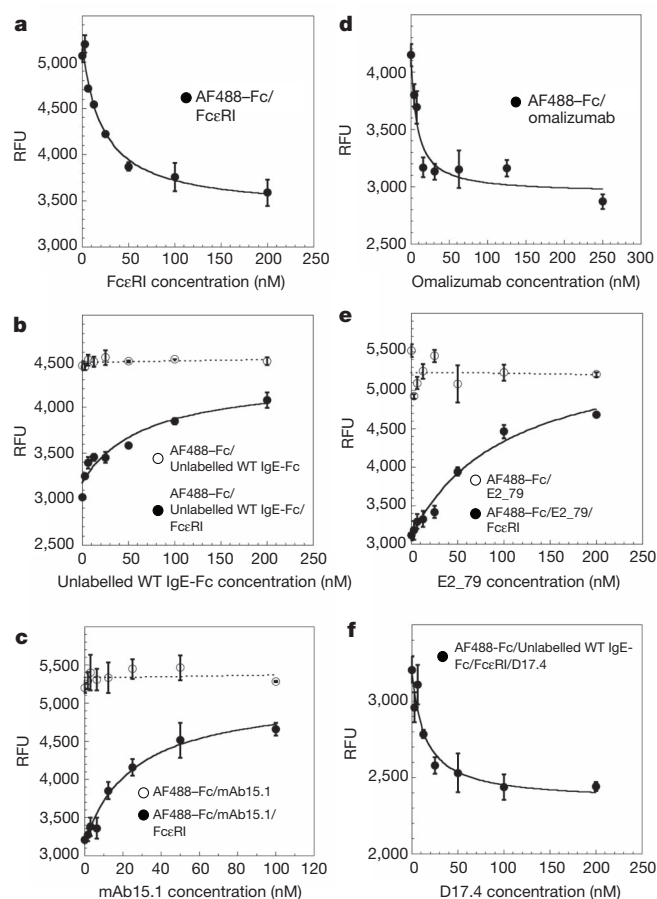 a
5,000
4,500
4,000
3,500
3,000
RFU
AF488–Fc/
FcεRI
0 50 100 150 200 250
FcεRI concentration (nM)
b
4,500
4,000
3,500
3,000
2,500
RFU
AF488–Fc/
Unlabelled WT IgE-Fc
AF488–Fc/
Unlabelled WT IgE-Fc/
FcεRI
0 50 100 150 200 250
Unlabelled WT IgE-Fc concentration (nM)
c
5,500
5,000
4,500
4,000
3,500
3,000
RFU
AF488–Fc/mAb15.1
AF488–Fc/mAb15.1/
FcεRI
0 20 40 60 80 100 120
mAb15.1 concentration (nM)
d
4,000
3,500
3,000
2,500
RFU
AF488–Fc/
omalizumab
0 50 100 150 200 250 300
Omalizumab concentration (nM)
e
5,500
5,000
4,500
4,000
3,500
3,000
RFU
AF488–Fc/
E2_79
AF488–Fc/E2_79/
FcεRI
0 50 100 150 200 250
E2_79 concentration (nM)
f
3,000
2,500
2,000
RFU
AF488–Fc/Unlabelled WT IgE-
Fc/FcεRI/D17.4
0 50 100 150 200 250
D17.4 concentration (nM)